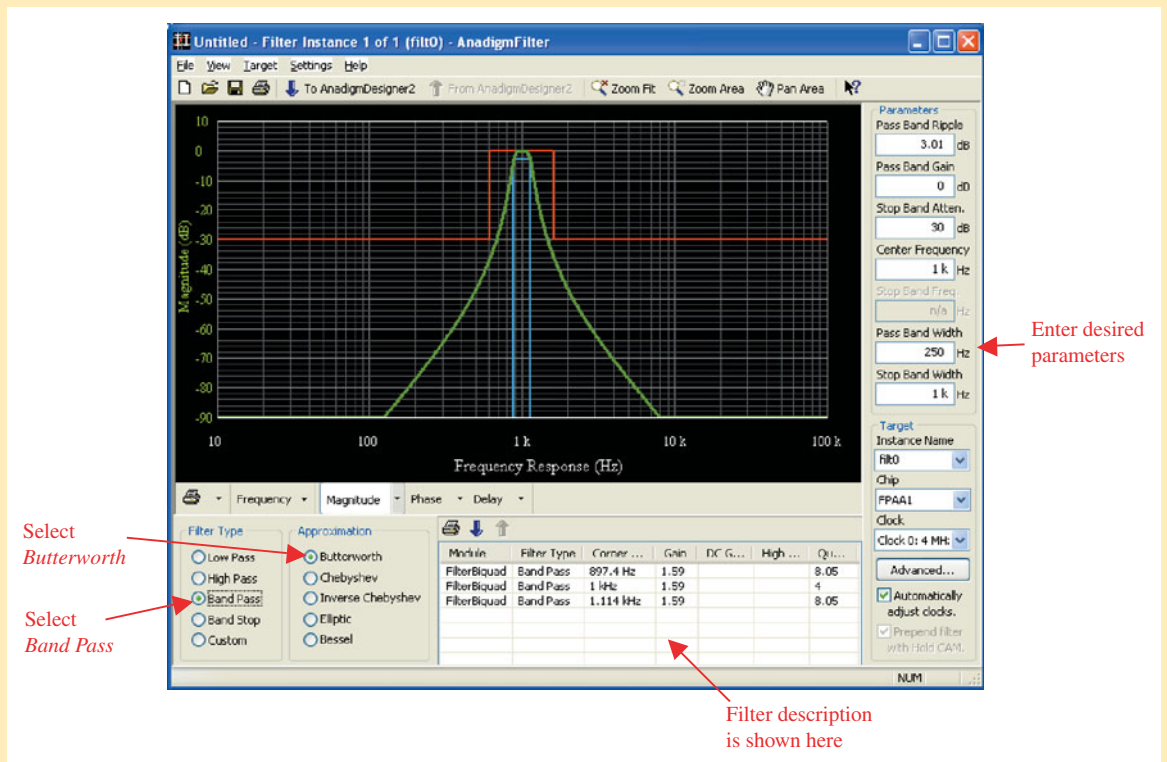 Untitled - Filter Instance 1 of 1 (filt0) - AnadigmFilter
File View Target Settings Help
To AnadigmDesigner2 From AnadigmDesigner2 Zoom Fit Zoom Area Pan Area
10
0
-10
-20
-30
-40
-50
-60
-70
-80
-90
Magnitude (dB)
10 100 1 k 10 k 100 k
Frequency Response (Hz)
Parameters
Pass Band Ripple
3.01 dB
Pass Band Gain
0 dB
Stop Band Atten.
30 dB
Center Frequency
1 k Hz
Stop Band Freq.
n/a Hz
Pass Band Width
250 Hz
Stop Band Width
1 k Hz
Enter desired
parameters
Target
Instance Name
filt0
Chip
FPAA1
Clock
Clock 0: 4 MH:
Advanced...
Automatically
adjust clocks.
Prepend filter
with Hold CAM.
Frequency Magnitude Phase Delay
Select
Butterworth
Select
Band Pass
Filter Type
Low Pass
High Pass
Band Pass
Band Stop
Custom
Approximation
Butterworth
Chebyshev
Inverse Chebyshev
Elliptic
Bessel
Module Filter Type Corner ... Gain DC G... High ... Qu...
FilterBiquad Band Pass 897.4 Hz 1.59 8.05
FilterBiquad Band Pass 1 kHz 1.59 4
FilterBiquad Band Pass 1.114 kHz 1.59 8.05
NUM
Filter description
is shown here